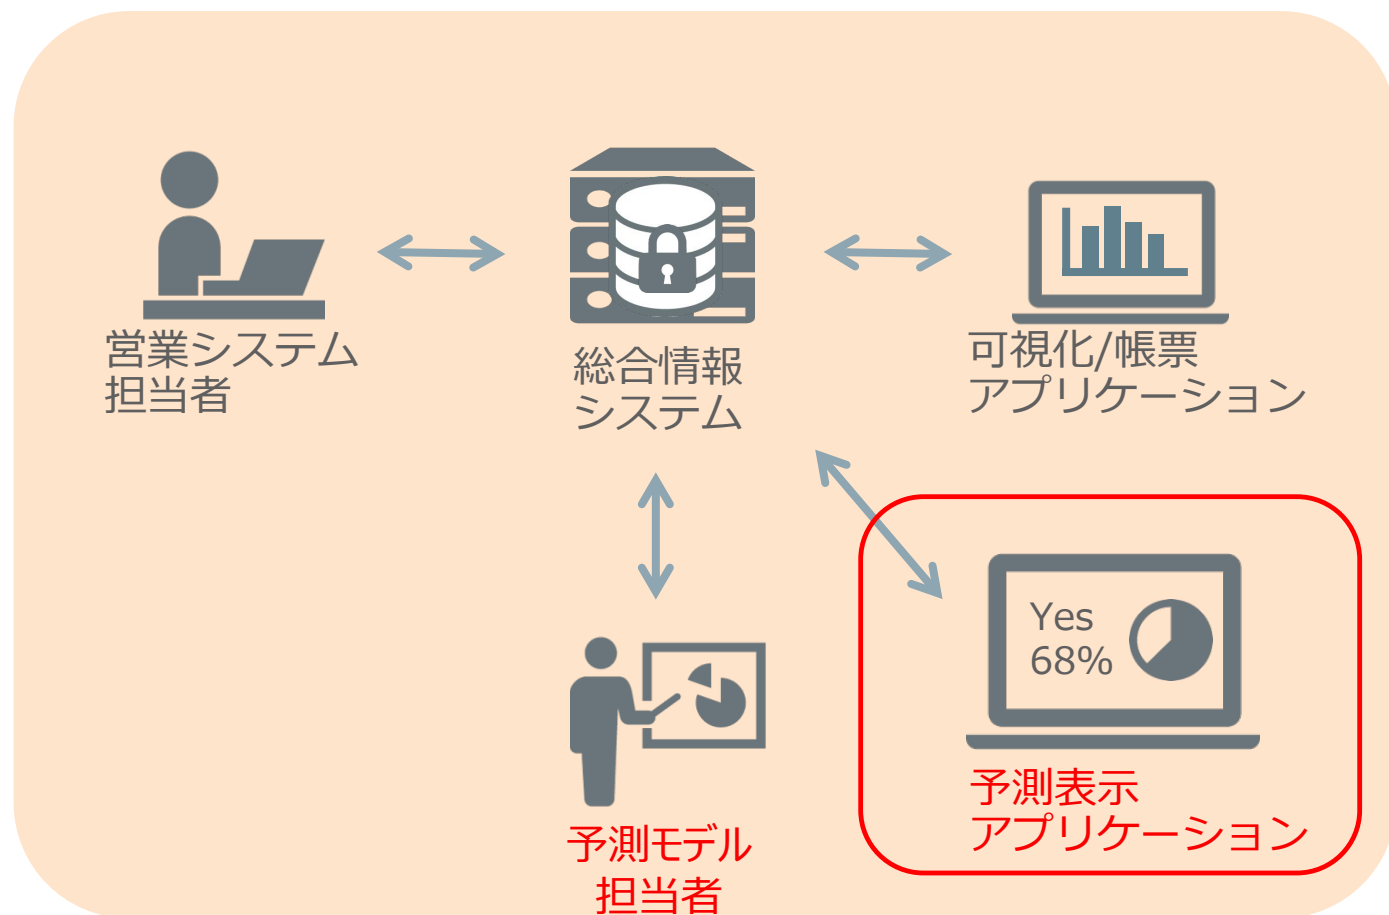 営業システム
担当者
総合情報
システム
可視化/帳票
アプリケーション
Yes
68%
予測モデル
担当者
予測表示
アプリケーション